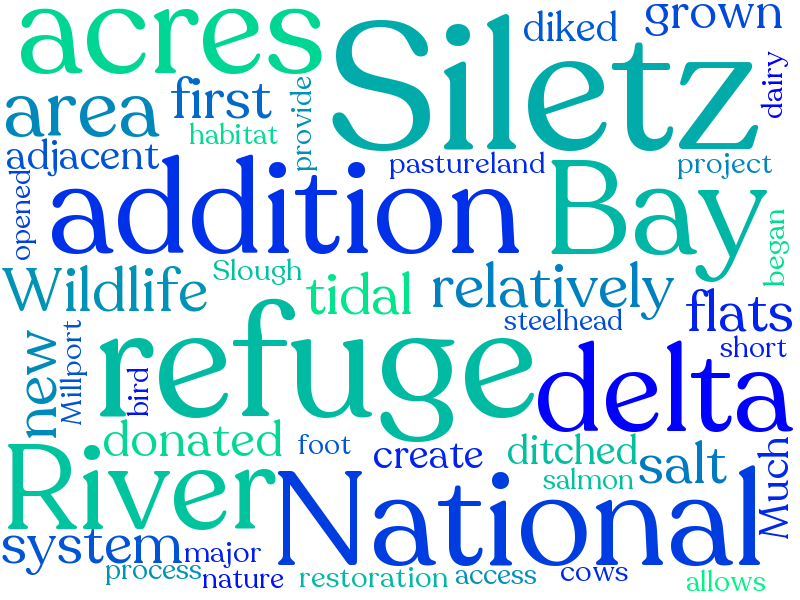 acres
Siletz
diked
grown
area
first
provide
dairy
habitat
adjacent
pastureland
project
opened
addition
Bay
began
Wildlife
Slough
tidal
relatively
steelhead
flats
short
new
Millport
bird
refuge
delta
donated
foot
create
ditched
salt
Much
River
National
salmon
system
major
process
nature
restoration
access
cows
allows